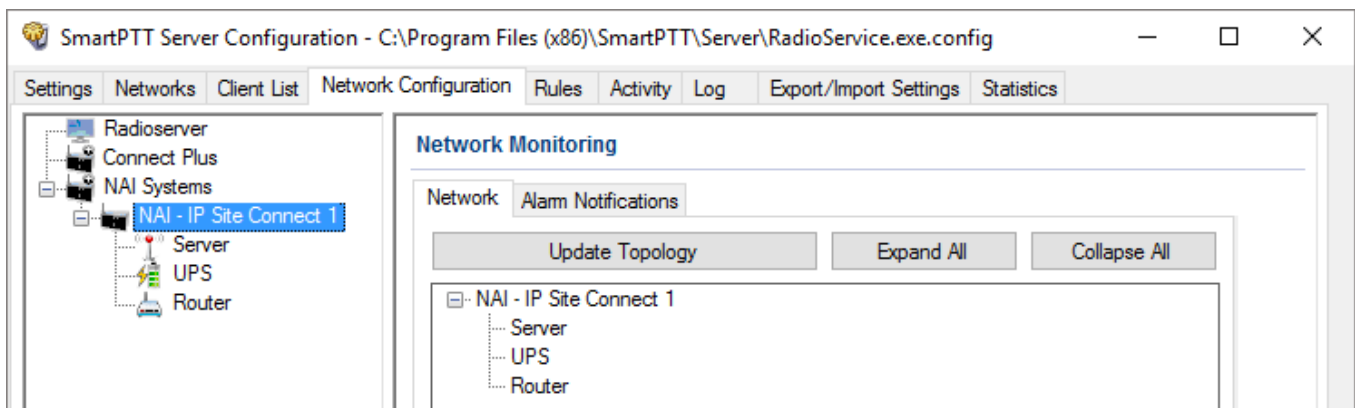 SmartPTT Server Configuration - C:\Program Files (x86)\SmartPTT\Server\RadioService.exe.config
Settings Networks Client List Network Configuration Rules Activity Log Export/Import Settings Statistics
Radioserver
Connect Plus
NAI Systems
NAI - IP Site Connect 1
Server
UPS
Router
Network Monitoring
Network Alarm Notifications
Update Topology Expand All Collapse All
NAI - IP Site Connect 1
Server
UPS
Router